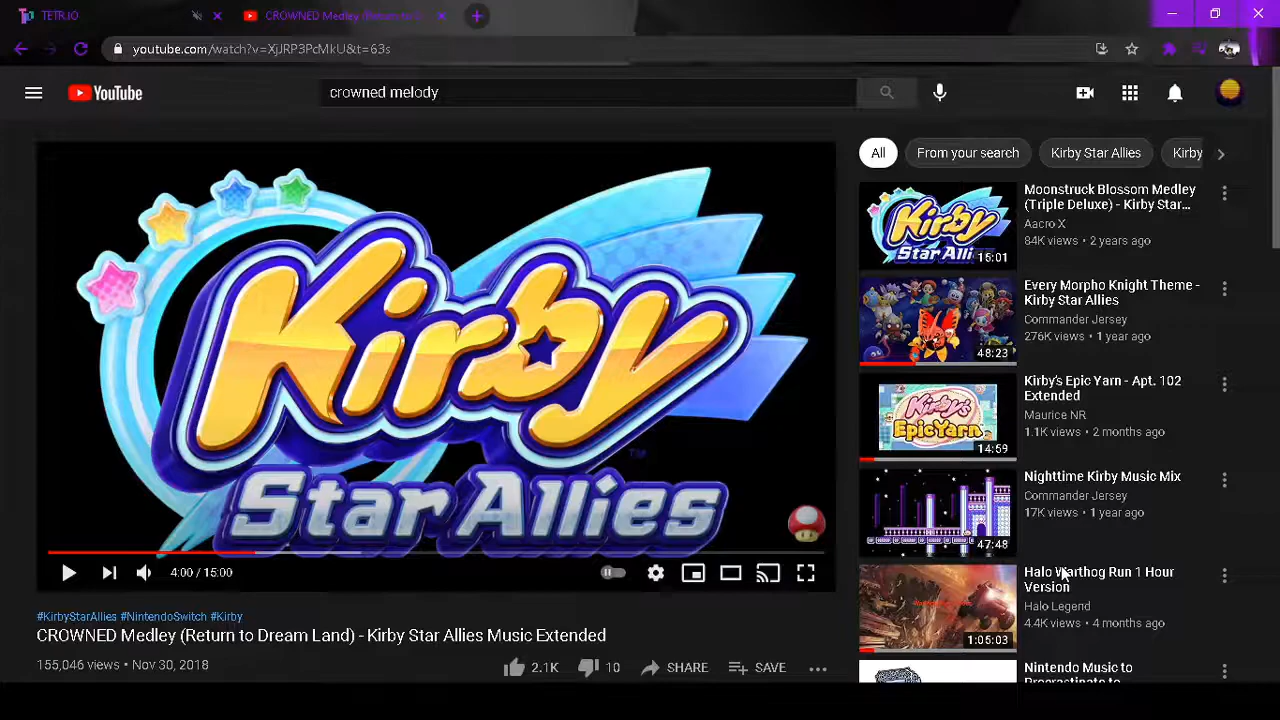 TETR.IO
CROWNED Medley (Return to D
youtube.com/watch?v=XjJRP3PcMkU&t=63s
YouTube
crowned melody
All
From your search
Kirby Star Allies
Kirby
Kirby
Star Allies
TM
4:00 / 15:00
#KirbyStarAllies #NintendoSwitch #Kirby
CROWNED Medley (Return to Dream Land) - Kirby Star Allies Music Extended
155,046 views • Nov 30, 2018
2.1K
10
SHARE
SAVE
Kirby
Star Alli
15:01
Moonstruck Blossom Medley
(Triple Deluxe) - Kirby Star...
Aacro X
84K views • 2 years ago
48:23
Every Morpho Knight Theme -
Kirby Star Allies
Commander Jersey
276K views • 1 year ago
Kirby's
Epic Yarn
14:59
Kirby's Epic Yarn - Apt. 102
Extended
Maurice NR
1.1K views • 2 months ago
47:48
Nighttime Kirby Music Mix
Commander Jersey
17K views • 1 year ago
1:05:03
Halo Warthog Run 1 Hour
Version
Halo Legend
4.4K views • 4 months ago
Nintendo Music to
Procrastinate to